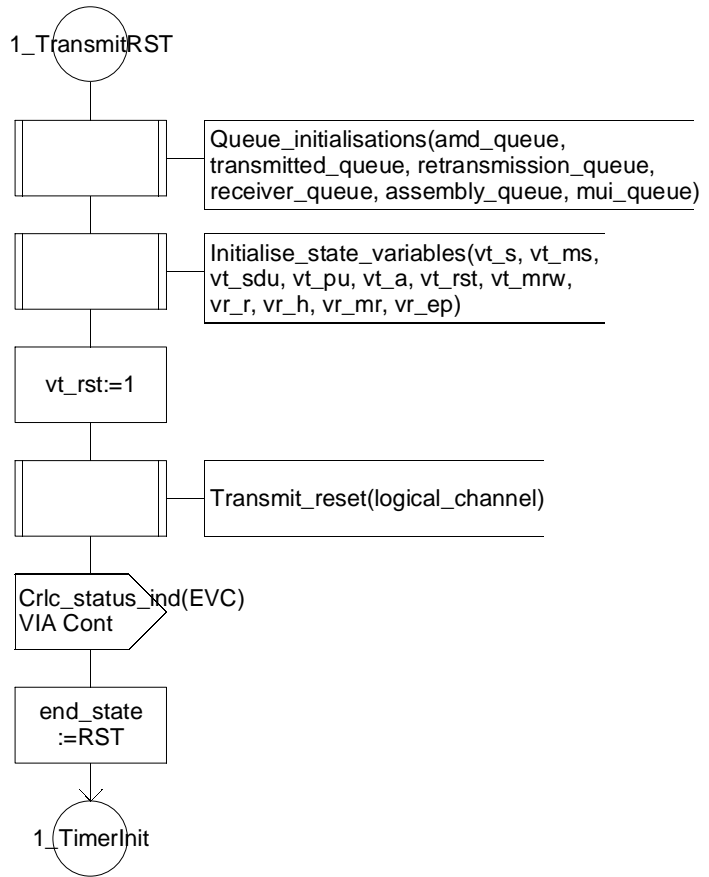 1_TransmitRST
Queue_initialisations(amd_queue,
transmitted_queue, retransmission_queue,
receiver_queue, assembly_queue, mui_queue)
Initialise_state_variables(vt_s, vt_ms,
vt_sdu, vt_pu, vt_a, vt_rst, vt_mrw,
vr_r, vr_h, vr_mr, vr_ep)
vt_rst:=1
Transmit_reset(logical_channel)
Crlc_status_ind(EVC)
VIA Cont
end_state
:=RST
1_TimerInit